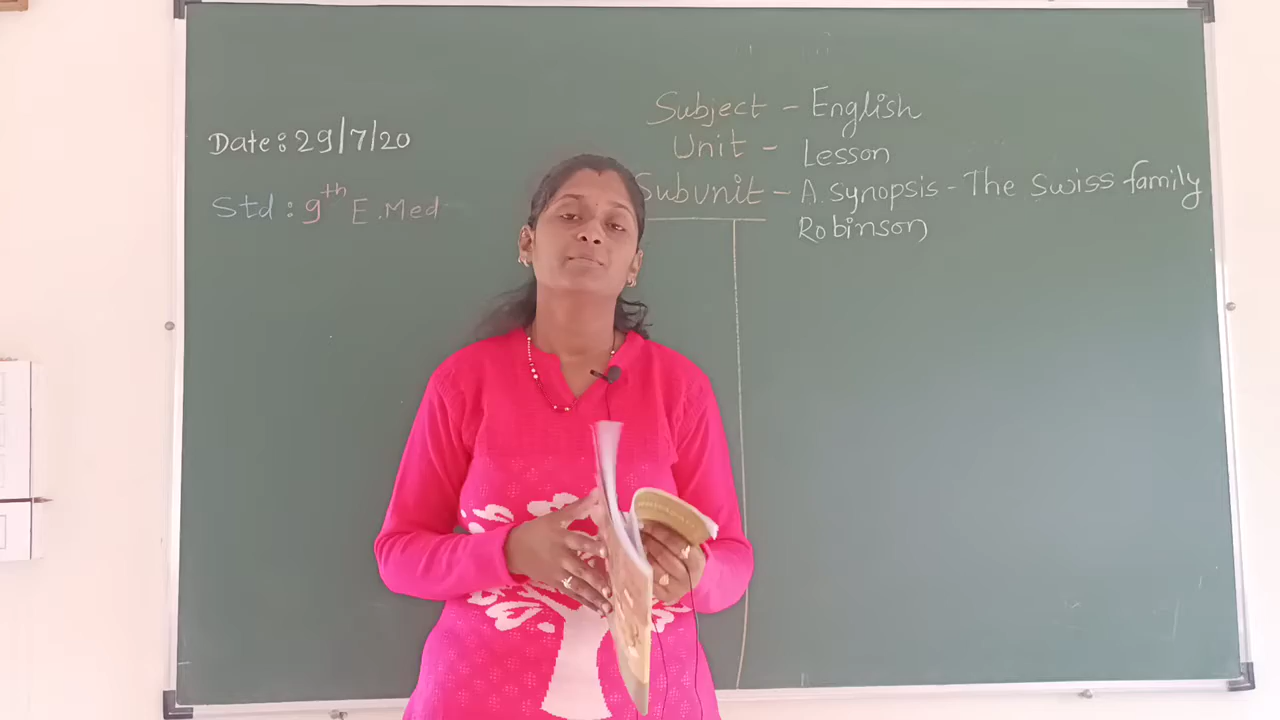 Date: 29/7/20
Std: 9th E.Med
Subject - English
Unit - Lesson
Subunit - A. synopsis - The Swiss family
Robinson